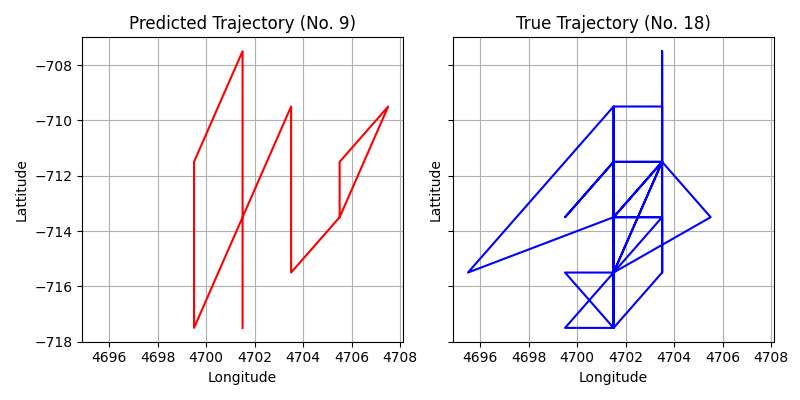 Predicted Trajectory (No. 9)
True Trajectory (No. 18)
−708
−710
−712
−714
−716
−718
Lattitude
Lattitude
4696 4698 4700 4702 4704 4706 4708
4696 4698 4700 4702 4704 4706 4708
Longitude
Longitude